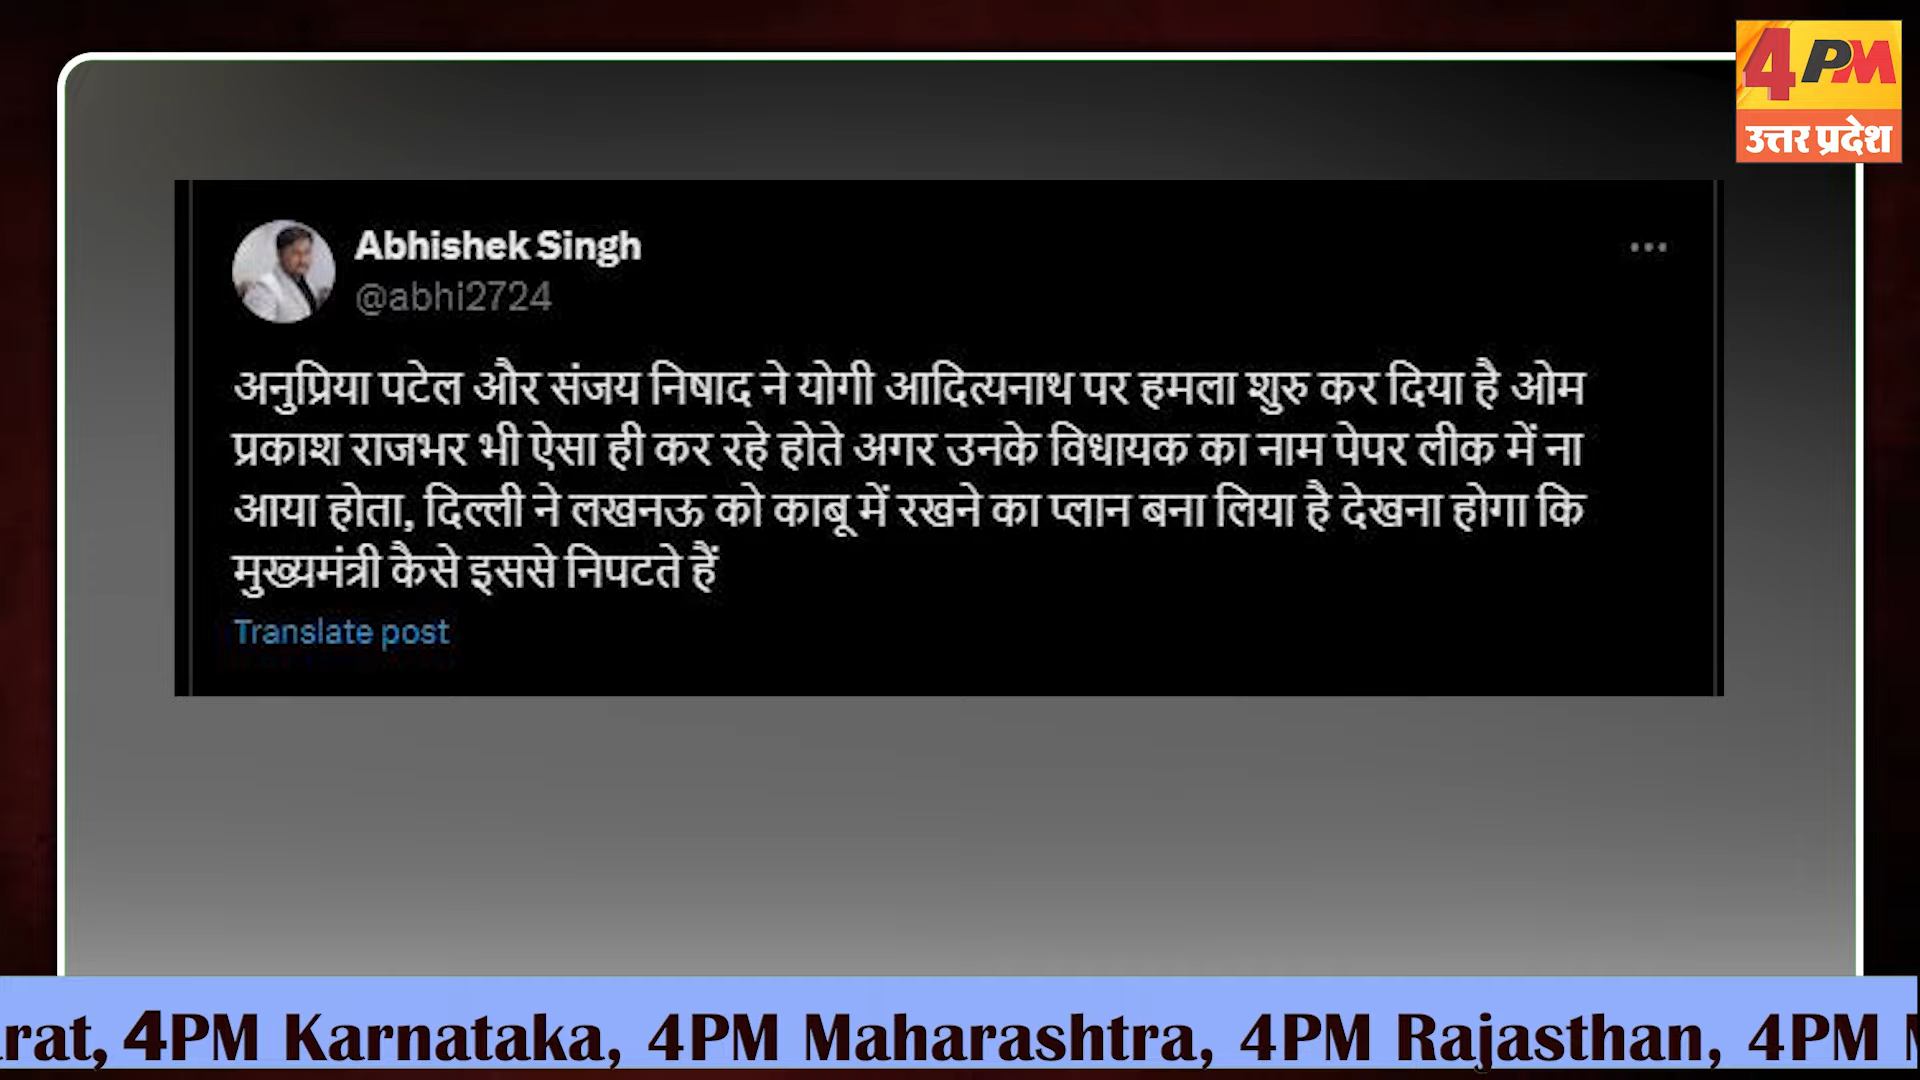 4PM
उत्तर प्रदेश
Abhishek Singh
@abhi2724
अनुप्रिया पटेल और संजय निषाद ने योगी आदित्यनाथ पर हमला शुरु कर दिया है ओम
प्रकाश राजभर भी ऐसा ही कर रहे होते अगर उनके विधायक का नाम पेपर लीक में ना
आया होता, दिल्ली ने लखनऊ को काबू में रखने का प्लान बना लिया है देखना होगा कि
मुख्यमंत्री कैसे इससे निपटते हैं
Translate post
rat, 4PM Karnataka, 4PM Maharashtra, 4PM Rajasthan, 4PM